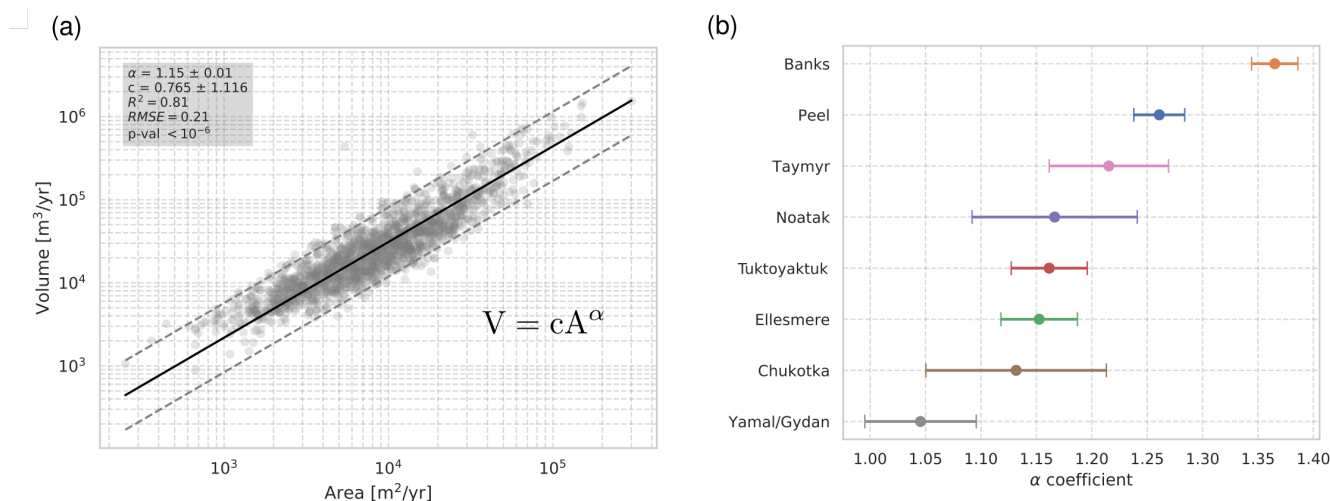 (a)
α = 1.15 ± 0.01
c = 0.765 ± 1.116
R² = 0.81
RMSE = 0.21
p-val < 10⁻⁶
V = cA^α
10⁶
10⁵
10⁴
10³
Volume [m³/yr]
10³ 10⁴ 10⁵
Area [m²/yr]
(b)
Banks
Peel
Taymyr
Noatak
Tuktoyaktuk
Ellesmere
Chukotka
Yamal/Gydan
1.00 1.05 1.10 1.15 1.20 1.25 1.30 1.35 1.40
α coefficient